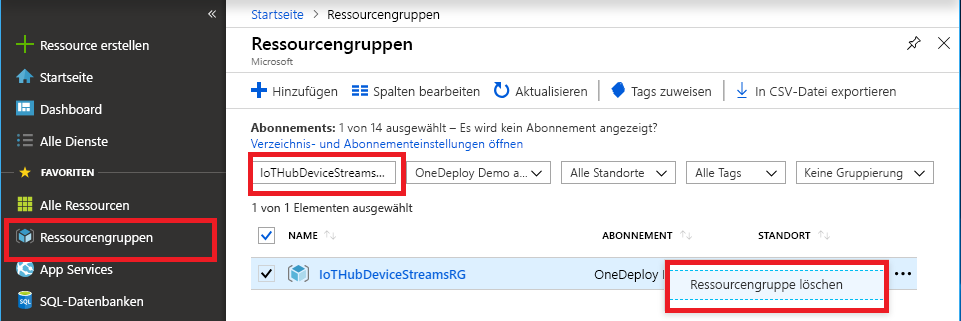 «
Ressource erstellen
Startseite
Dashboard
Alle Dienste
FAVORITEN
Alle Ressourcen
Ressourcengruppen
App Services
SQL-Datenbanken
Startseite > Ressourcengruppen
Ressourcengruppen
Microsoft
Hinzufügen Spalten bearbeiten Aktualisieren Tags zuweisen In CSV-Datei exportieren
Abonnements: 1 von 14 ausgewählt – Es wird kein Abonnement angezeigt?
Verzeichnis- und Abonnementeinstellungen öffnen
IoTHubDeviceStreams... OneDeploy Demo a... Alle Standorte Alle Tags Keine Gruppierung
1 von 1 Elementen ausgewählt
NAME ABONNEMENT STANDORT
IoTHubDeviceStreamsRG OneDeploy
Ressourcengruppe löschen